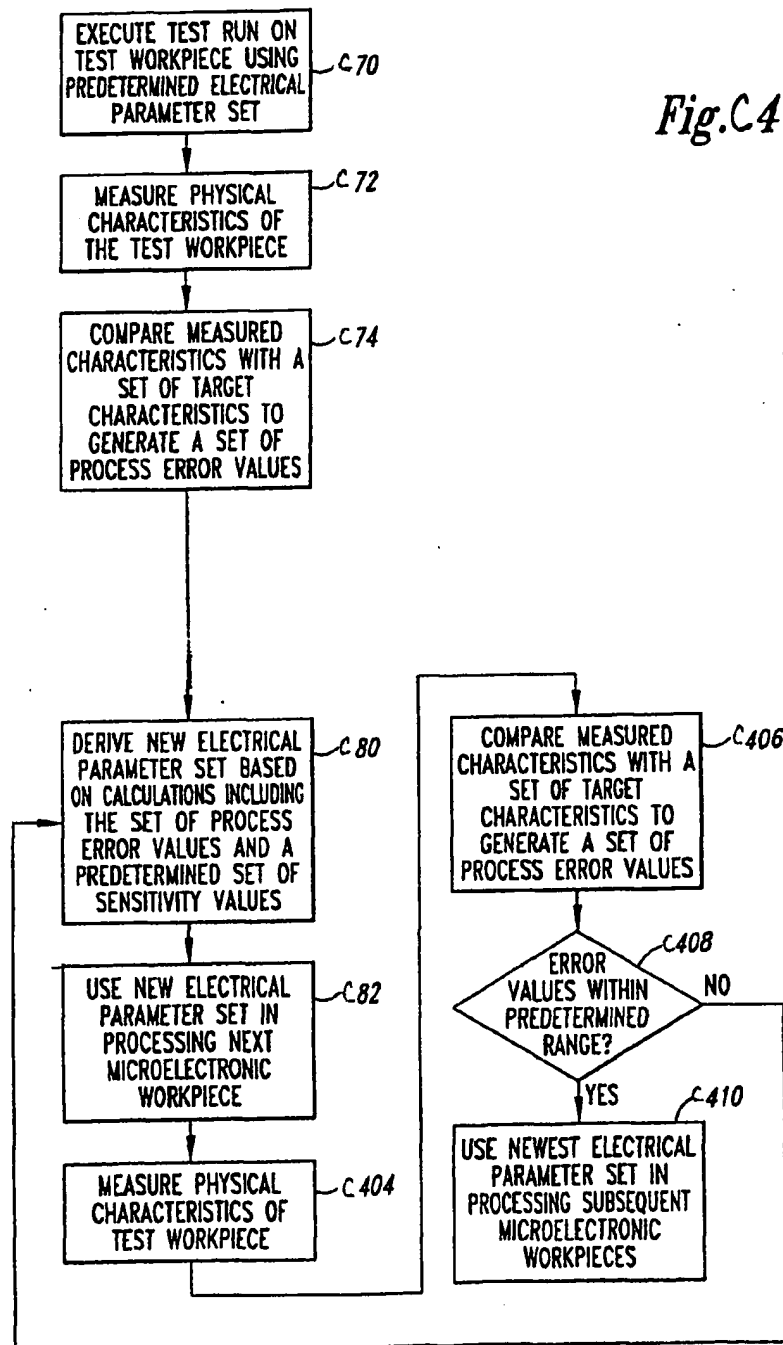 EXECUTE TEST RUN ON
TEST WORKPIECE USING
PREDETERMINED ELECTRICAL
PARAMETER SET
C70
Fig.C4
MEASURE PHYSICAL
CHARACTERISTICS OF
THE TEST WORKPIECE
C72
COMPARE MEASURED
CHARACTERISTICS WITH A
SET OF TARGET
CHARACTERISTICS TO
GENERATE A SET OF
PROCESS ERROR VALUES
C74
DERIVE NEW ELECTRICAL
PARAMETER SET BASED
ON CALCULATIONS INCLUDING
THE SET OF PROCESS
ERROR VALUES AND A
PREDETERMINED SET OF
SENSITIVITY VALUES
C80
USE NEW ELECTRICAL
PARAMETER SET IN
PROCESSING NEXT
MICROELECTRONIC
WORKPIECE
C82
MEASURE PHYSICAL
CHARACTERISTICS OF
TEST WORKPIECE
C404
COMPARE MEASURED
CHARACTERISTICS WITH A
SET OF TARGET
CHARACTERISTICS TO
GENERATE A SET OF
PROCESS ERROR VALUES
C406
ERROR
VALUES WITHIN
PREDETERMINED
RANGE?
C408
NO
YES
USE NEWEST ELECTRICAL
PARAMETER SET IN
PROCESSING SUBSEQUENT
MICROELECTRONIC
WORKPIECES
C410